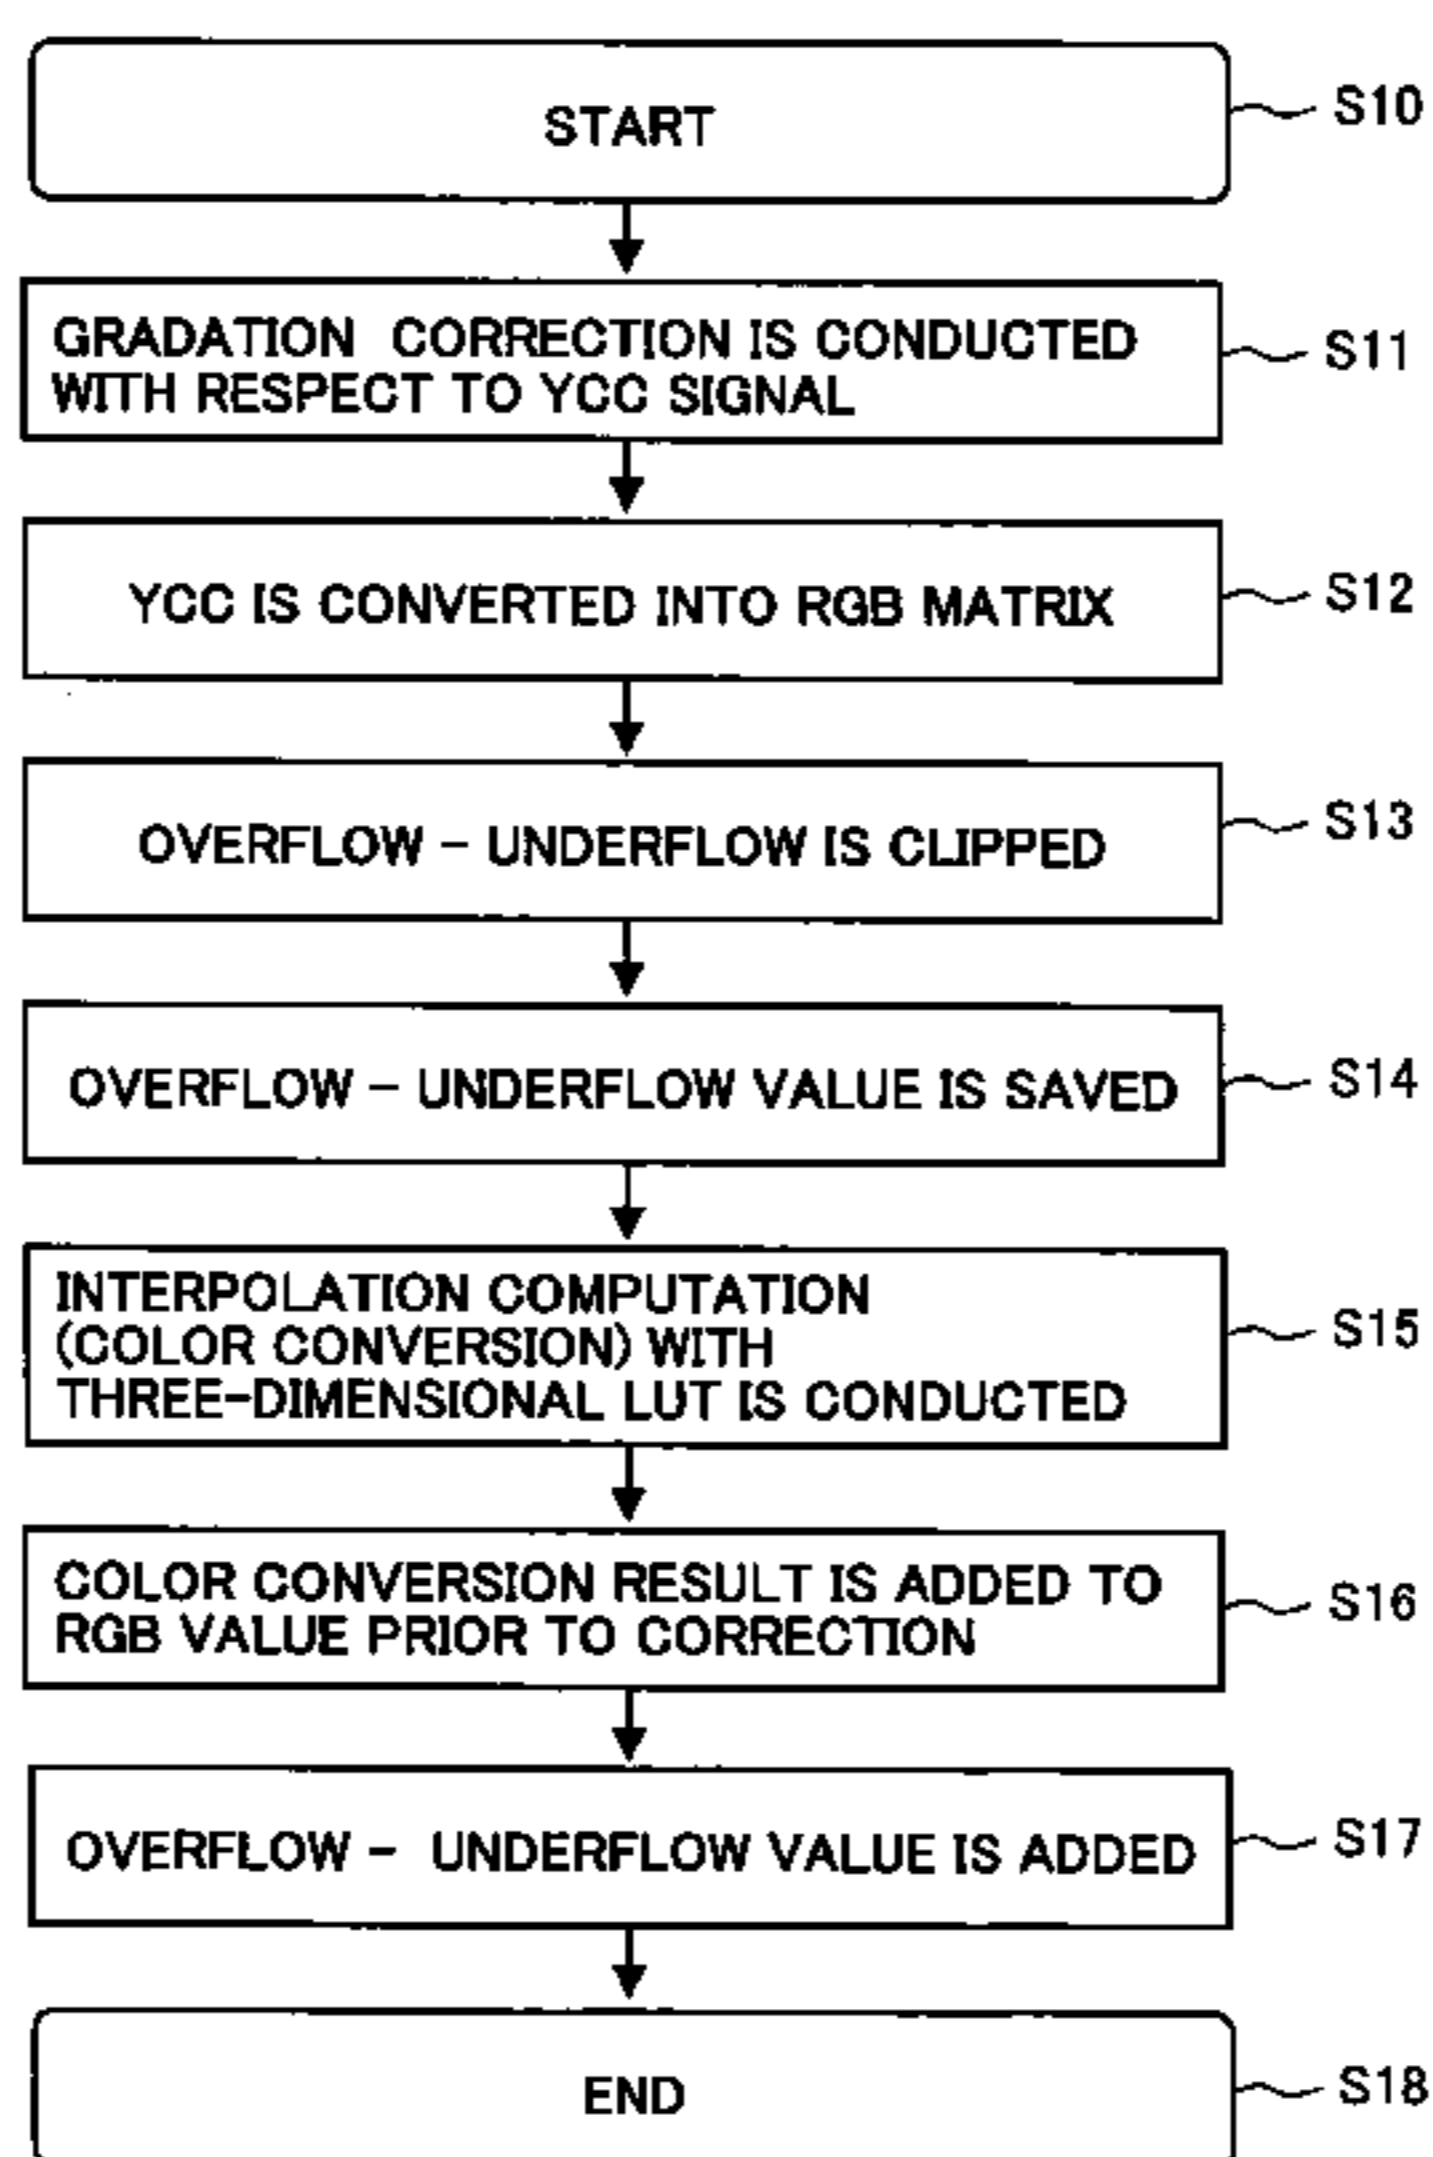 START
S10
GRADATION CORRECTION IS CONDUCTED
WITH RESPECT TO YCC SIGNAL
S11
YCC IS CONVERTED INTO RGB MATRIX
S12
OVERFLOW - UNDERFLOW IS CLIPPED
S13
OVERFLOW - UNDERFLOW VALUE IS SAVED
S14
INTERPOLATION COMPUTATION
(COLOR CONVERSION) WITH
THREE-DIMENSIONAL LUT IS CONDUCTED
S15
COLOR CONVERSION RESULT IS ADDED TO
RGB VALUE PRIOR TO CORRECTION
S16
OVERFLOW - UNDERFLOW VALUE IS ADDED
S17
END
S18